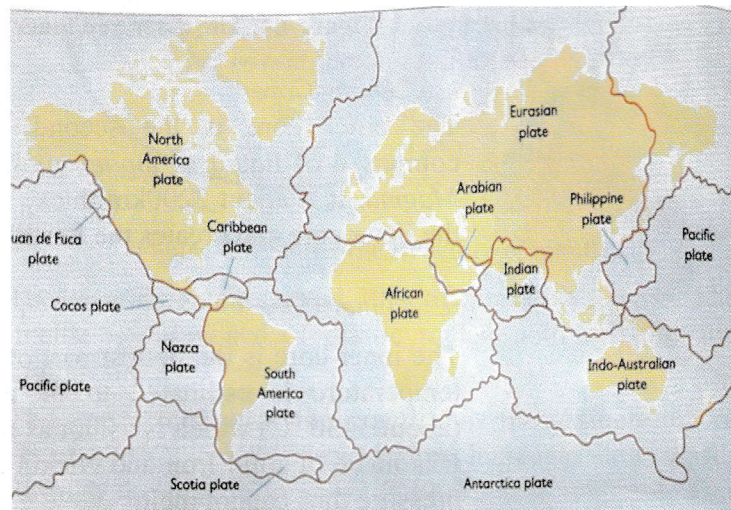 North
America
plate
Eurasian
plate
Arabian
plate
Philippine
plate
Caribbean
plate
uan de Fuca
plate
Pacific
plate
Indian
plate
Cocos plate
African
plate
Nazca
plate
Pacific plate
South
America
plate
Indo-Australian
plate
Scotia plate
Antarctica plate